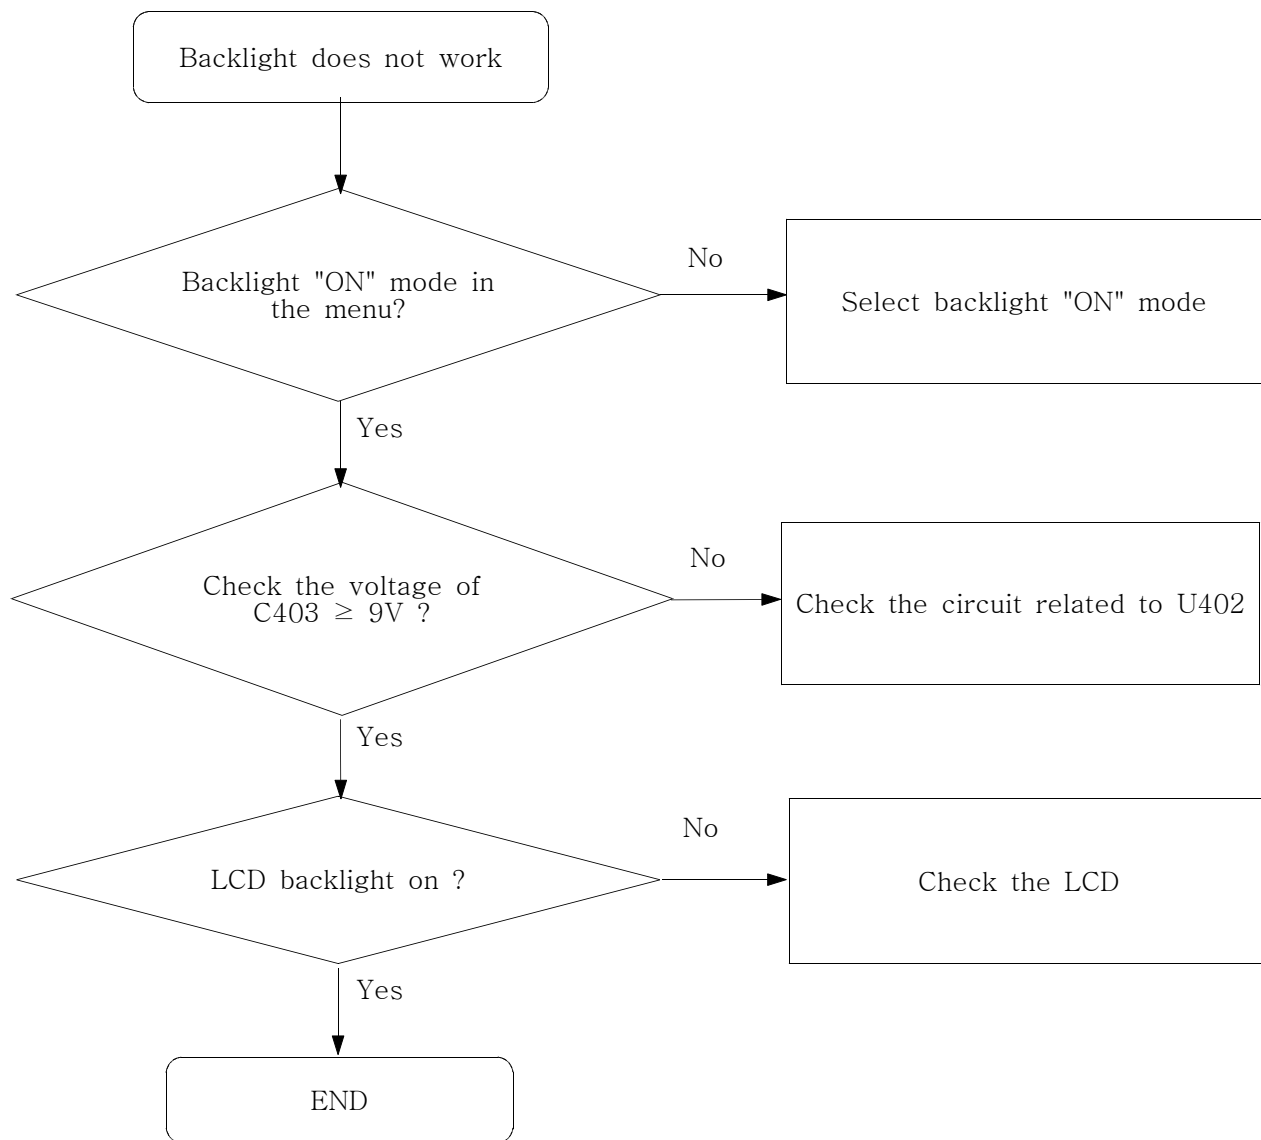 Backlight does not work
Backlight "ON" mode in
the menu?
No
Select backlight "ON" mode
Yes
Check the voltage of
C403 ≥ 9V ?
No
Check the circuit related to U402
Yes
LCD backlight on ?
No
Check the LCD
Yes
END